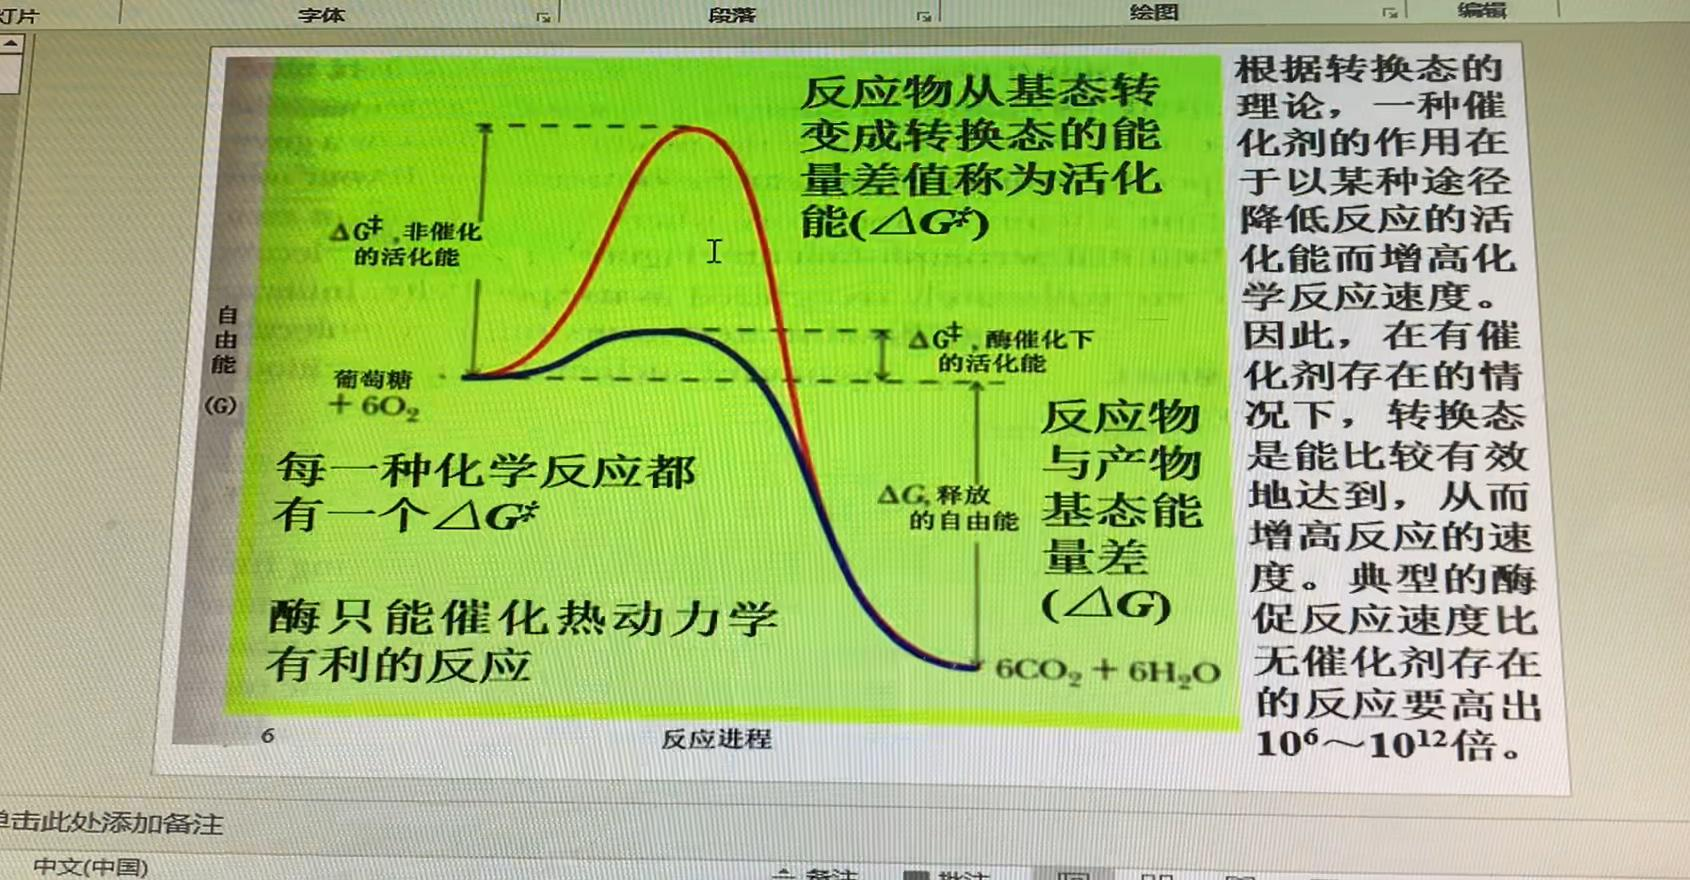 灯片
字体
段落
绘图
编辑
反应物从基态转
变成转换态的能
量差值称为活化
能(△G‡)
ΔG‡,非催化
的活化能
自
由
能
(G)
葡萄糖
+ 6O₂
ΔG‡,酶催化下
的活化能
每一种化学反应都
有一个△G‡
ΔG,释放
的自由能
反应物
与产物
基态能
量差
(△G)
酶只能催化热动力学
有利的反应
6CO₂ + 6H₂O
6
反应进程
根据转换态的
理论，一种催
化剂的作用在
于以某种途径
降低反应的活
化能而增高化
学反应速度。
因此，在有催
化剂存在的情
况下，转换态
是能比较有效
地达到，从而
增高反应的速
度。典型的酶
促反应速度比
无催化剂存在
的反应要高出
10⁶～10¹²倍。
单击此处添加备注
中文(中国)
备注
批注